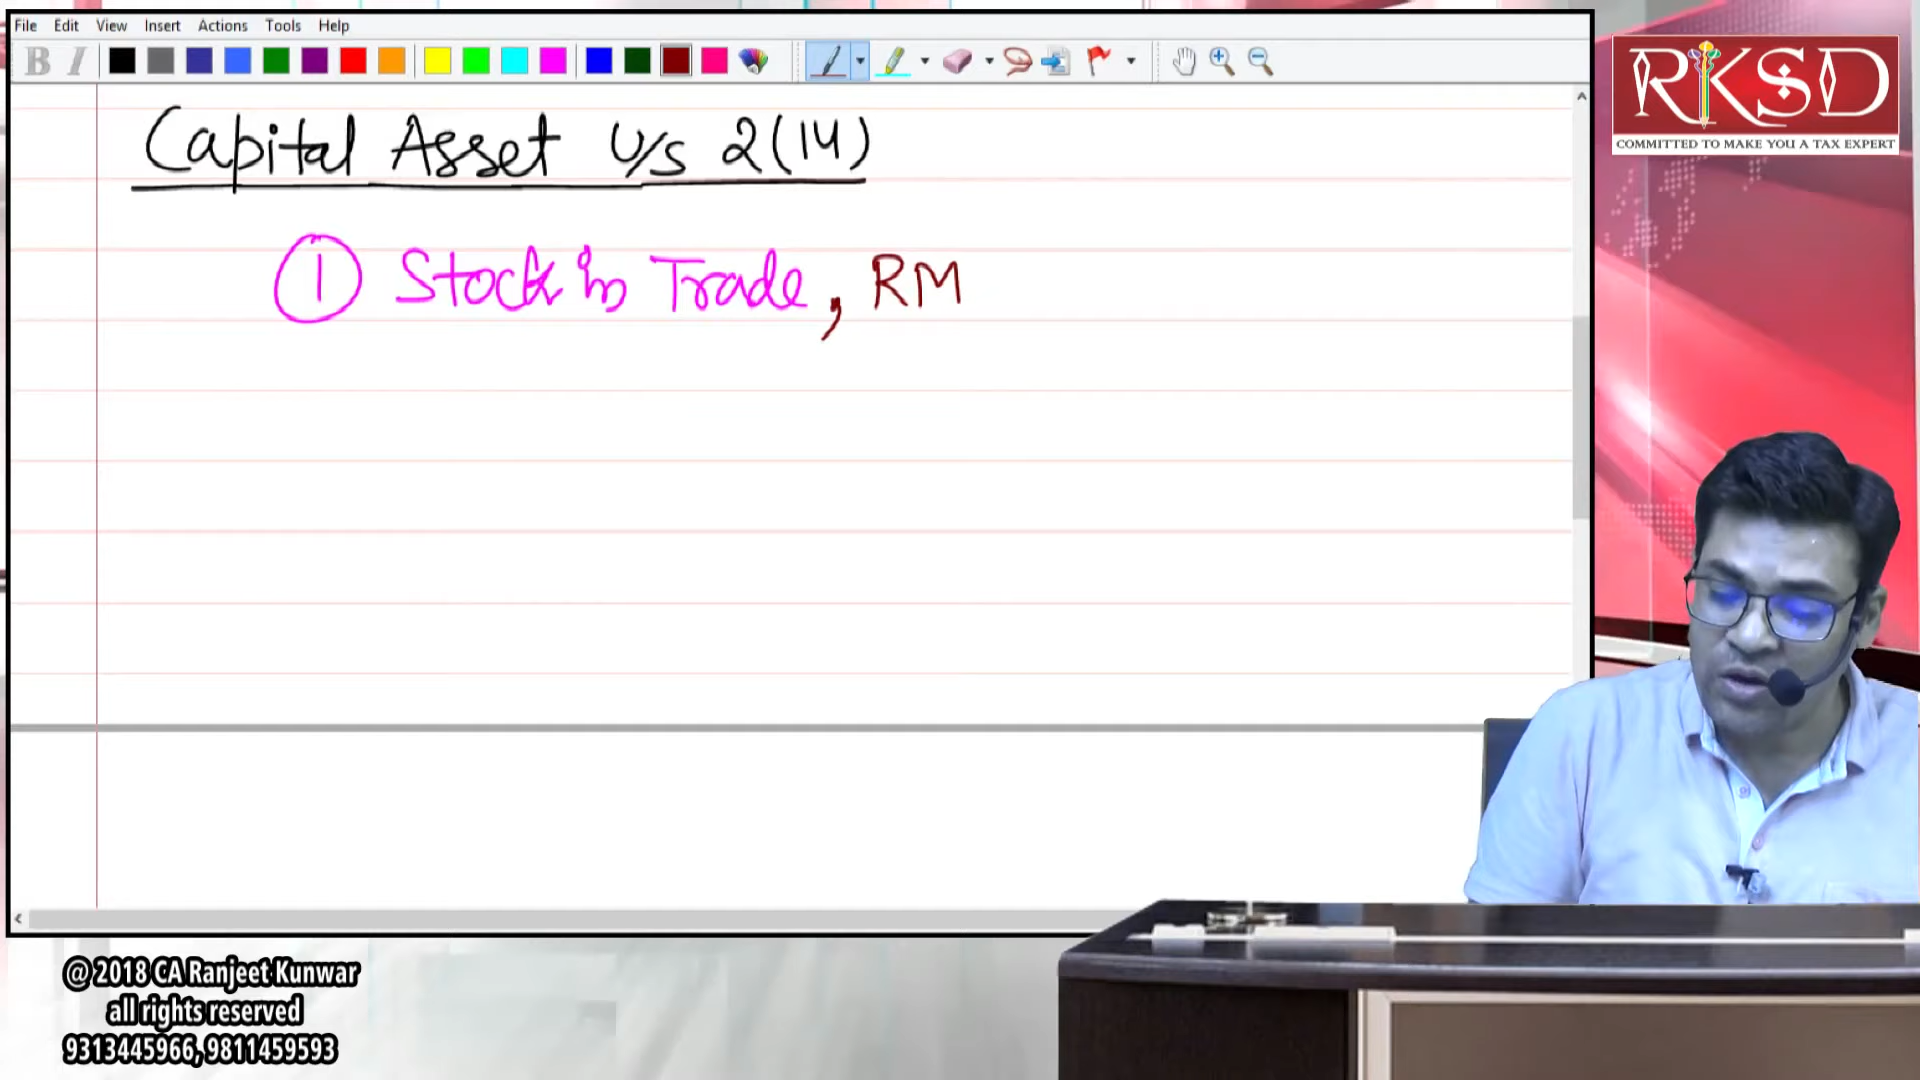 File Edit View Insert Actions Tools Help
B I
RKSD
COMMITTED TO MAKE YOU A TAX EXPERT
Capital Asset U/s 2(14)
1 Stock in Trade, RM
@ 2018 CA Ranjeet Kunwar
all rights reserved
9313445966, 9811459593